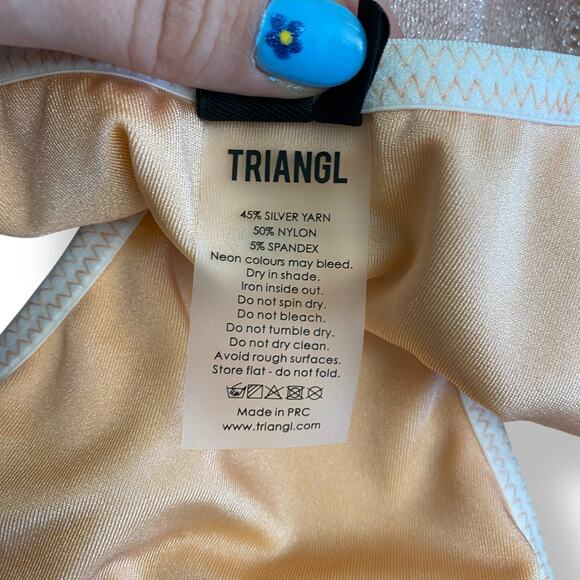 TRIANGL
45% SILVER YARN
50% NYLON
5% SPANDEX
Neon colours may bleed.
Dry in shade.
Iron inside out.
Do not spin dry.
Do not bleach.
Do not tumble dry.
Do not dry clean.
Avoid rough surfaces.
Store flat - do not fold.
Made in PRC
www.triangl.com